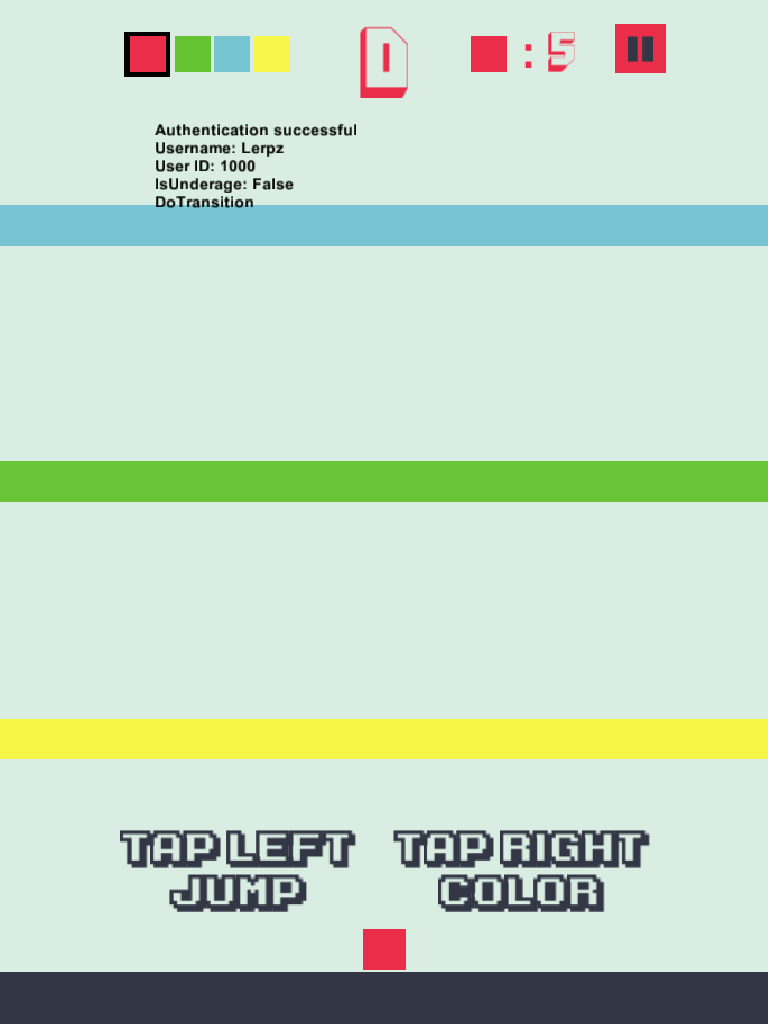 0
: 5
Authentication successful
Username: Lerpz
User ID: 1000
IsUnderage: False
DoTransition
TAP LEFT TAP RIGHT
JUMP COLOR